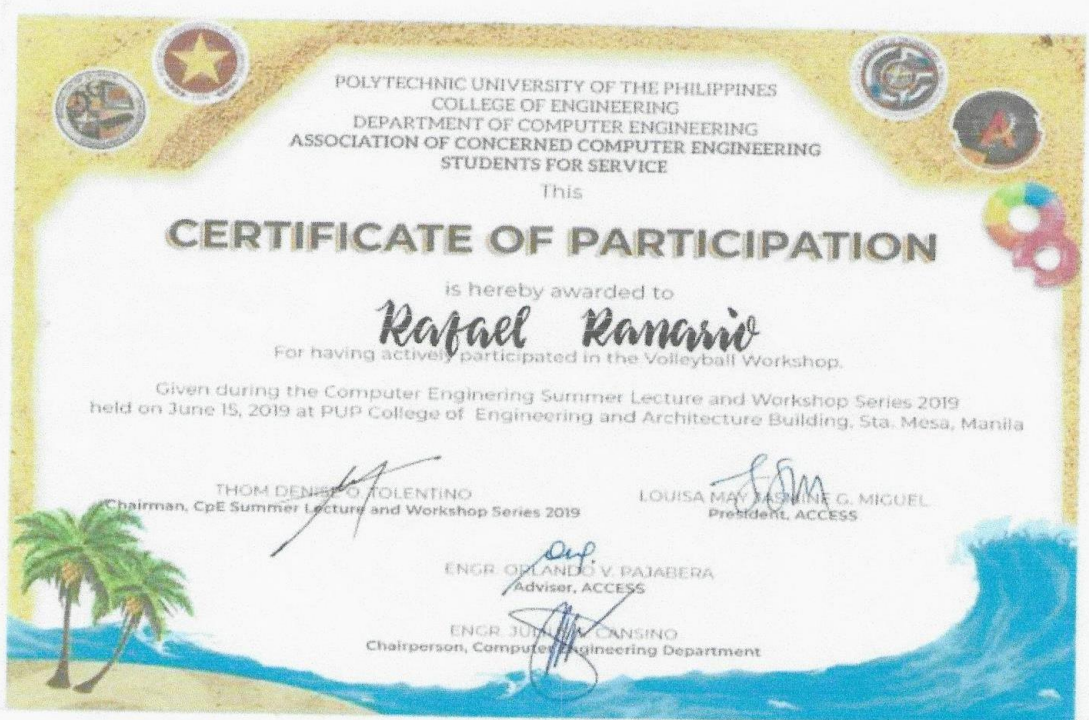 POLYTECHNIC UNIVERSITY OF THE PHILIPPINES
COLLEGE OF ENGINEERING
DEPARTMENT OF COMPUTER ENGINEERING
ASSOCIATION OF CONCERNED COMPUTER ENGINEERING
STUDENTS FOR SERVICE
This
CERTIFICATE OF PARTICIPATION
is hereby awarded to
Rafael Ranario
For having actively participated in the Volleyball Workshop.
Given during the Computer Enginering Summer Lecture and Workshop Series 2019
held on June 15, 2019 at PUP College of Engineering and Architecture Building, Sta. Mesa, Manila
THOM DENISE O. TOLENTINO
Chairman, CpE Summer Lecture and Workshop Series 2019
LOUISA MAY JASMINE G. MIGUEL
President, ACCESS
ENGR. ORLANDO V. PAJABERA
Adviser, ACCESS
ENGR. CANSINO
Chairperson, Computer Engineering Department